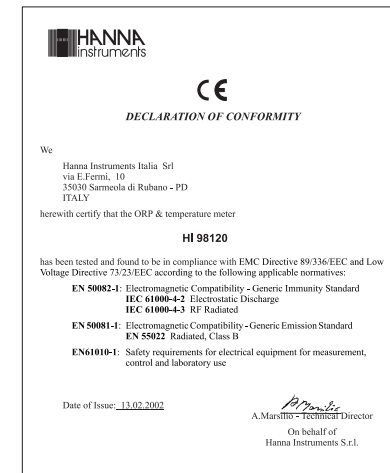 HANNA
instruments
CE
DECLARATION OF CONFORMITY
We
Hanna Instruments Italia Srl
via E.Fermi, 10
35030 Sarmeola di Rubano - PD
ITALY
herewith certify that the ORP & temperature meter
HI 98120
has been tested and found to be in compliance with EMC Directive 89/336/EEC and Low
Voltage Directive 73/23/EEC according to the following applicable normatives:
EN 50082-1: Electromagnetic Compatibility - Generic Immunity Standard
IEC 61000-4-2 Electrostatic Discharge
IEC 61000-4-3 RF Radiated
EN 50081-1: Electromagnetic Compatibility - Generic Emission Standard
EN 55022 Radiated, Class B
EN61010-1: Safety requirements for electrical equipment for measurement,
control and laboratory use
Date of Issue: 13.02.2002
A.Marsilio - Technical Director
On behalf of
Hanna Instruments S.r.l.